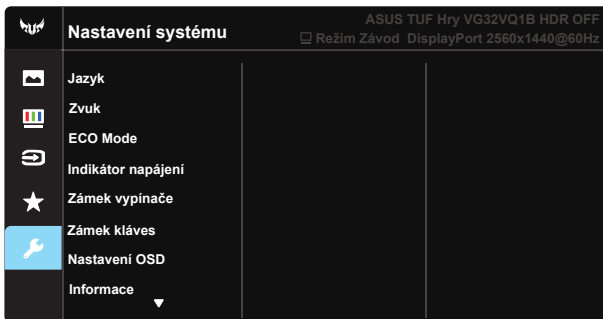 ASUS TUF Hry VG32VQ1B HDR OFF
Nastavení systému
Režim Závod DisplayPort 2560x1440@60Hz
Jazyk
Zvuk
ECO Mode
Indikátor napájení
Zámek vypínače
Zámek kláves
Nastavení OSD
Informace